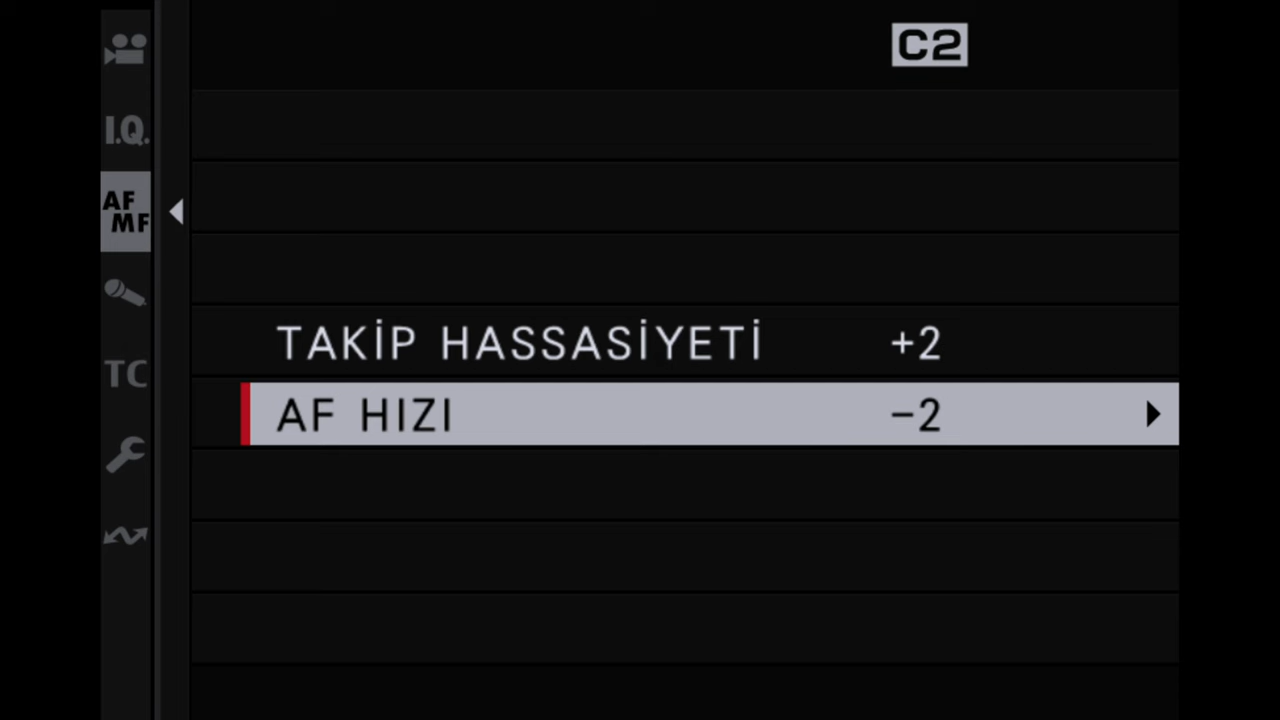 C2
I.Q.
AF
MF
TC
TAKİP HASSASİYETİ +2
AF HIZI −2